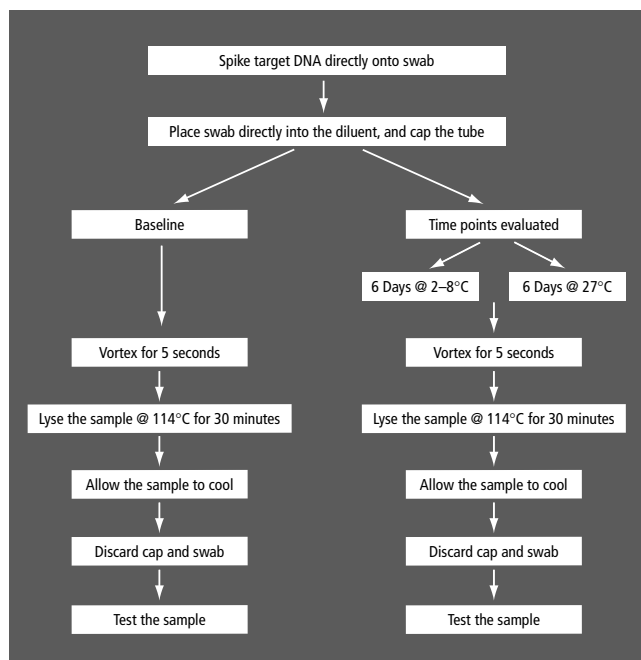 Spike target DNA directly onto swab
Place swab directly into the diluent, and cap the tube
Baseline
Time points evaluated
6 Days @ 2–8°C
6 Days @ 27°C
Vortex for 5 seconds
Vortex for 5 seconds
Lyse the sample @ 114°C for 30 minutes
Lyse the sample @ 114°C for 30 minutes
Allow the sample to cool
Allow the sample to cool
Discard cap and swab
Discard cap and swab
Test the sample
Test the sample